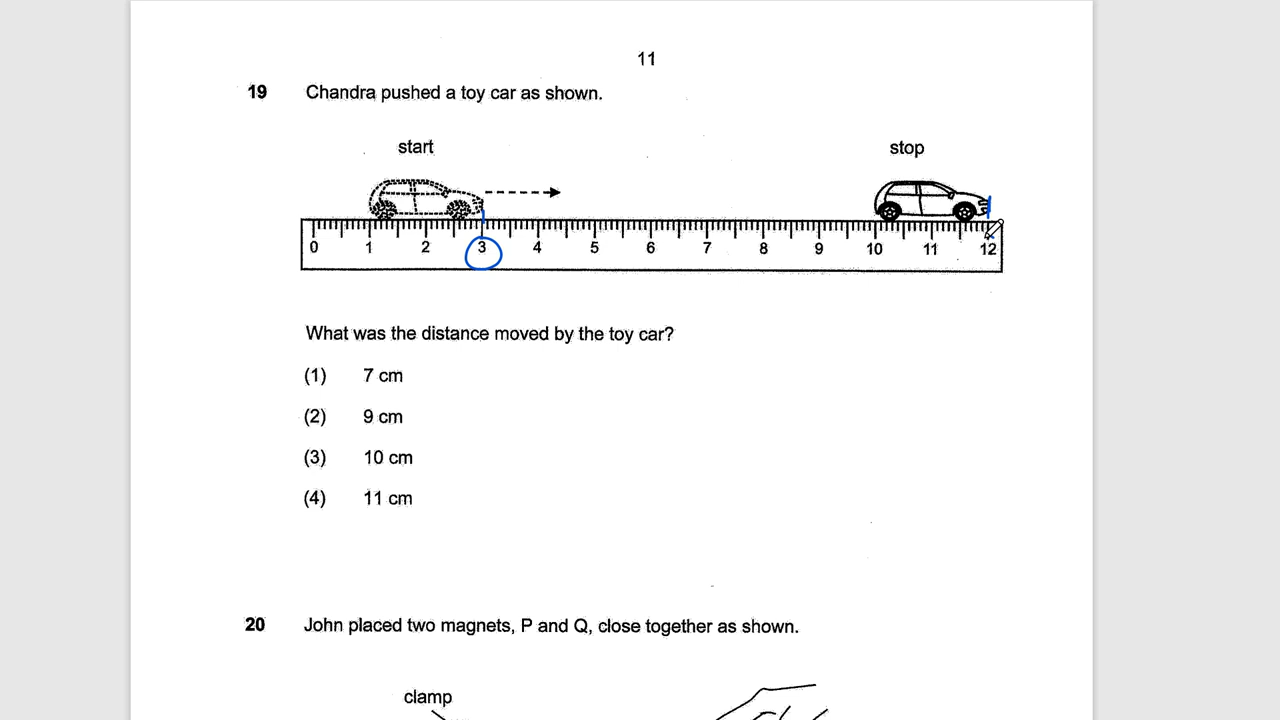 11
19 Chandra pushed a toy car as shown.
start stop
0 1 2 3 4 5 6 7 8 9 10 11 12
What was the distance moved by the toy car?
(1) 7 cm
(2) 9 cm
(3) 10 cm
(4) 11 cm
20 John placed two magnets, P and Q, close together as shown.
clamp